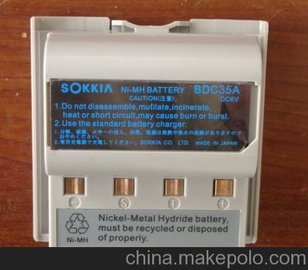 SOKKIA Ni-MH BATTERY BDC35A
CAUTION(注意) DC6V
1.Do not disassemble, mutilate, incinerate,
heat or short circuit, may cause burn or burst.
2.Use the standard battery charger.
SOKKIA CO., LTD. MADE IN JAPAN
Nickel-Metal Hydride battery,
must be recycled or
disposed of properly.
Ni-MH
china.makepolo.com